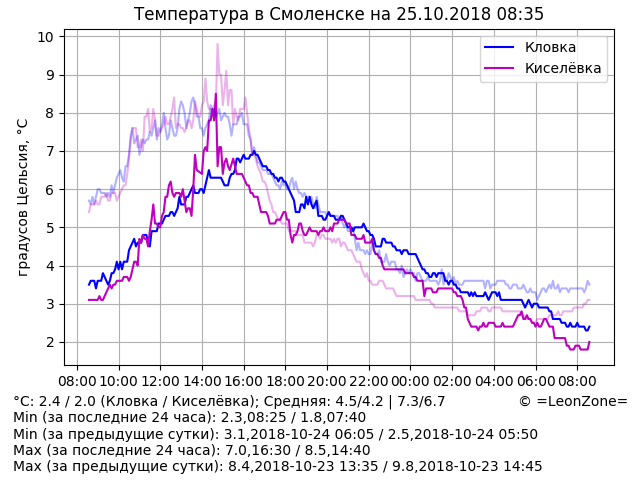 Температура в Смоленске на 25.10.2018 08:35
Кловка
Киселёвка
градусов Цельсия, °C
10
9
8
7
6
5
4
3
2
08:00 10:00 12:00 14:00 16:00 18:00 20:00 22:00 00:00 02:00 04:00 06:00 08:00
°C: 2.4 / 2.0 (Кловка / Киселёвка); Средняя: 4.5/4.2 | 7.3/6.7 © =LeonZone=
Min (за последние 24 часа): 2.3,08:25 / 1.8,07:40
Min (за предыдущие сутки): 3.1,2018-10-24 06:05 / 2.5,2018-10-24 05:50
Max (за последние 24 часа): 7.0,16:30 / 8.5,14:40
Max (за предыдущие сутки): 8.4,2018-10-23 13:35 / 9.8,2018-10-23 14:45